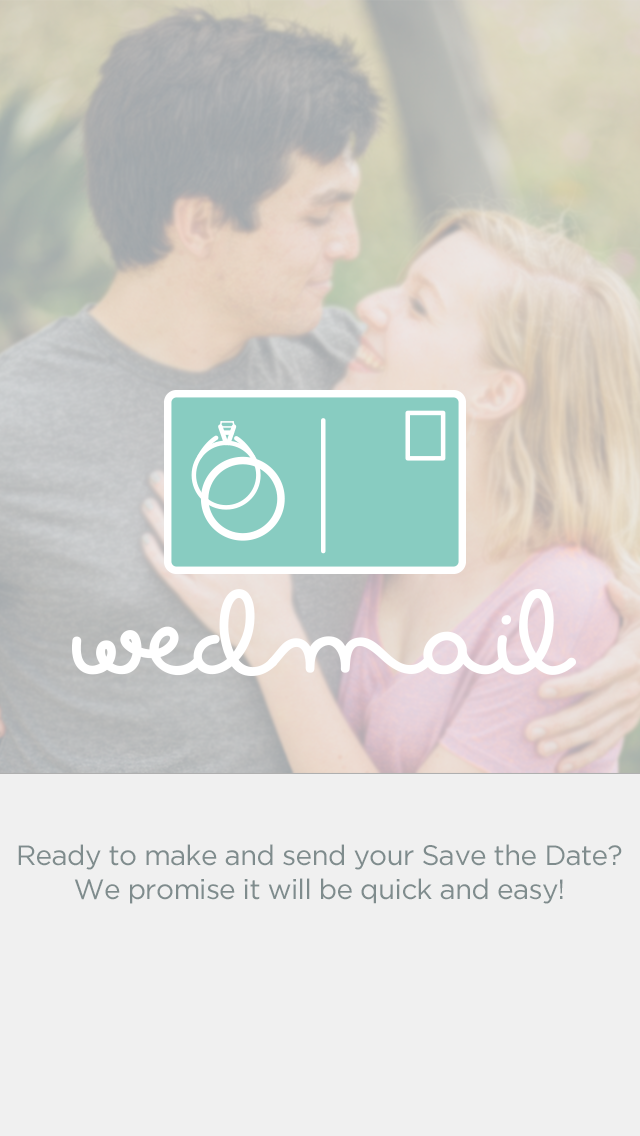 wedmail
Ready to make and send your Save the Date?
We promise it will be quick and easy!